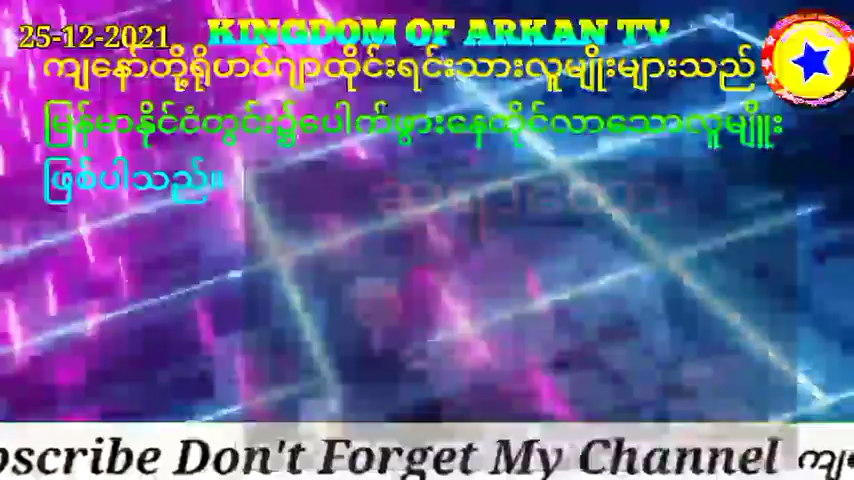 25-12-2021 KINGDOM OF ARKAN TV
ကျနော်တို့ရိုဟင်ဂျာထိုင်းရင်းသားလူမျိုးများသည်
မြန်မာနိုင်ငံတွင်း၌ပေါက်ဖွားနေထိုင်လာသောလူမျိုး
ဖြစ်ပါသည်။
bscribe Don't Forget My Channel ကျ